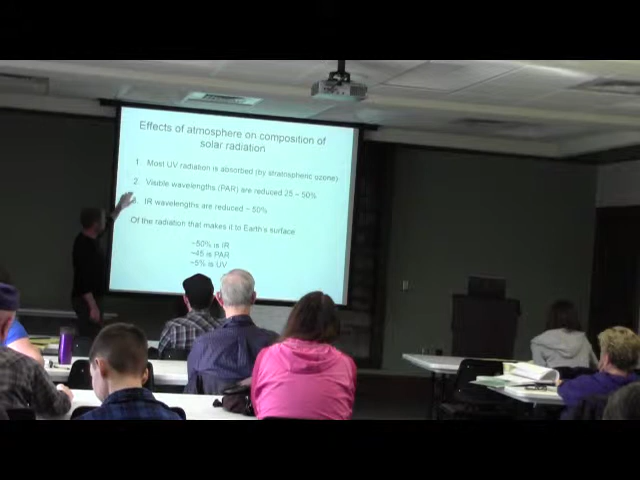 Effects of atmosphere on composition of
solar radiation
1. Most UV radiation is absorbed (by stratospheric ozone)
2. Visible wavelengths (PAR) are reduced 25 – 50%
3. IR wavelengths are reduced ~ 50%
Of the radiation that makes it to Earth's surface:
~50% is IR
~45 is PAR
~5% is UV